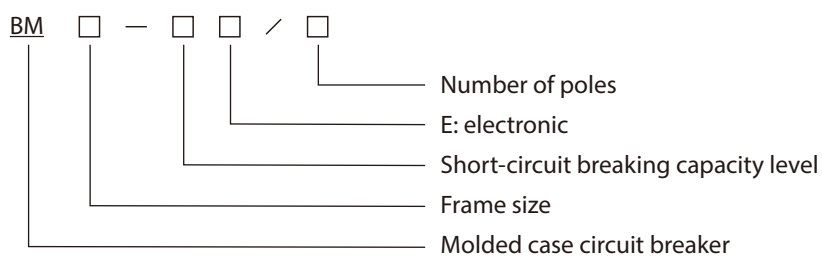 BM □ – □ □ / □
Number of poles
E: electronic
Short-circuit breaking capacity level
Frame size
Molded case circuit breaker